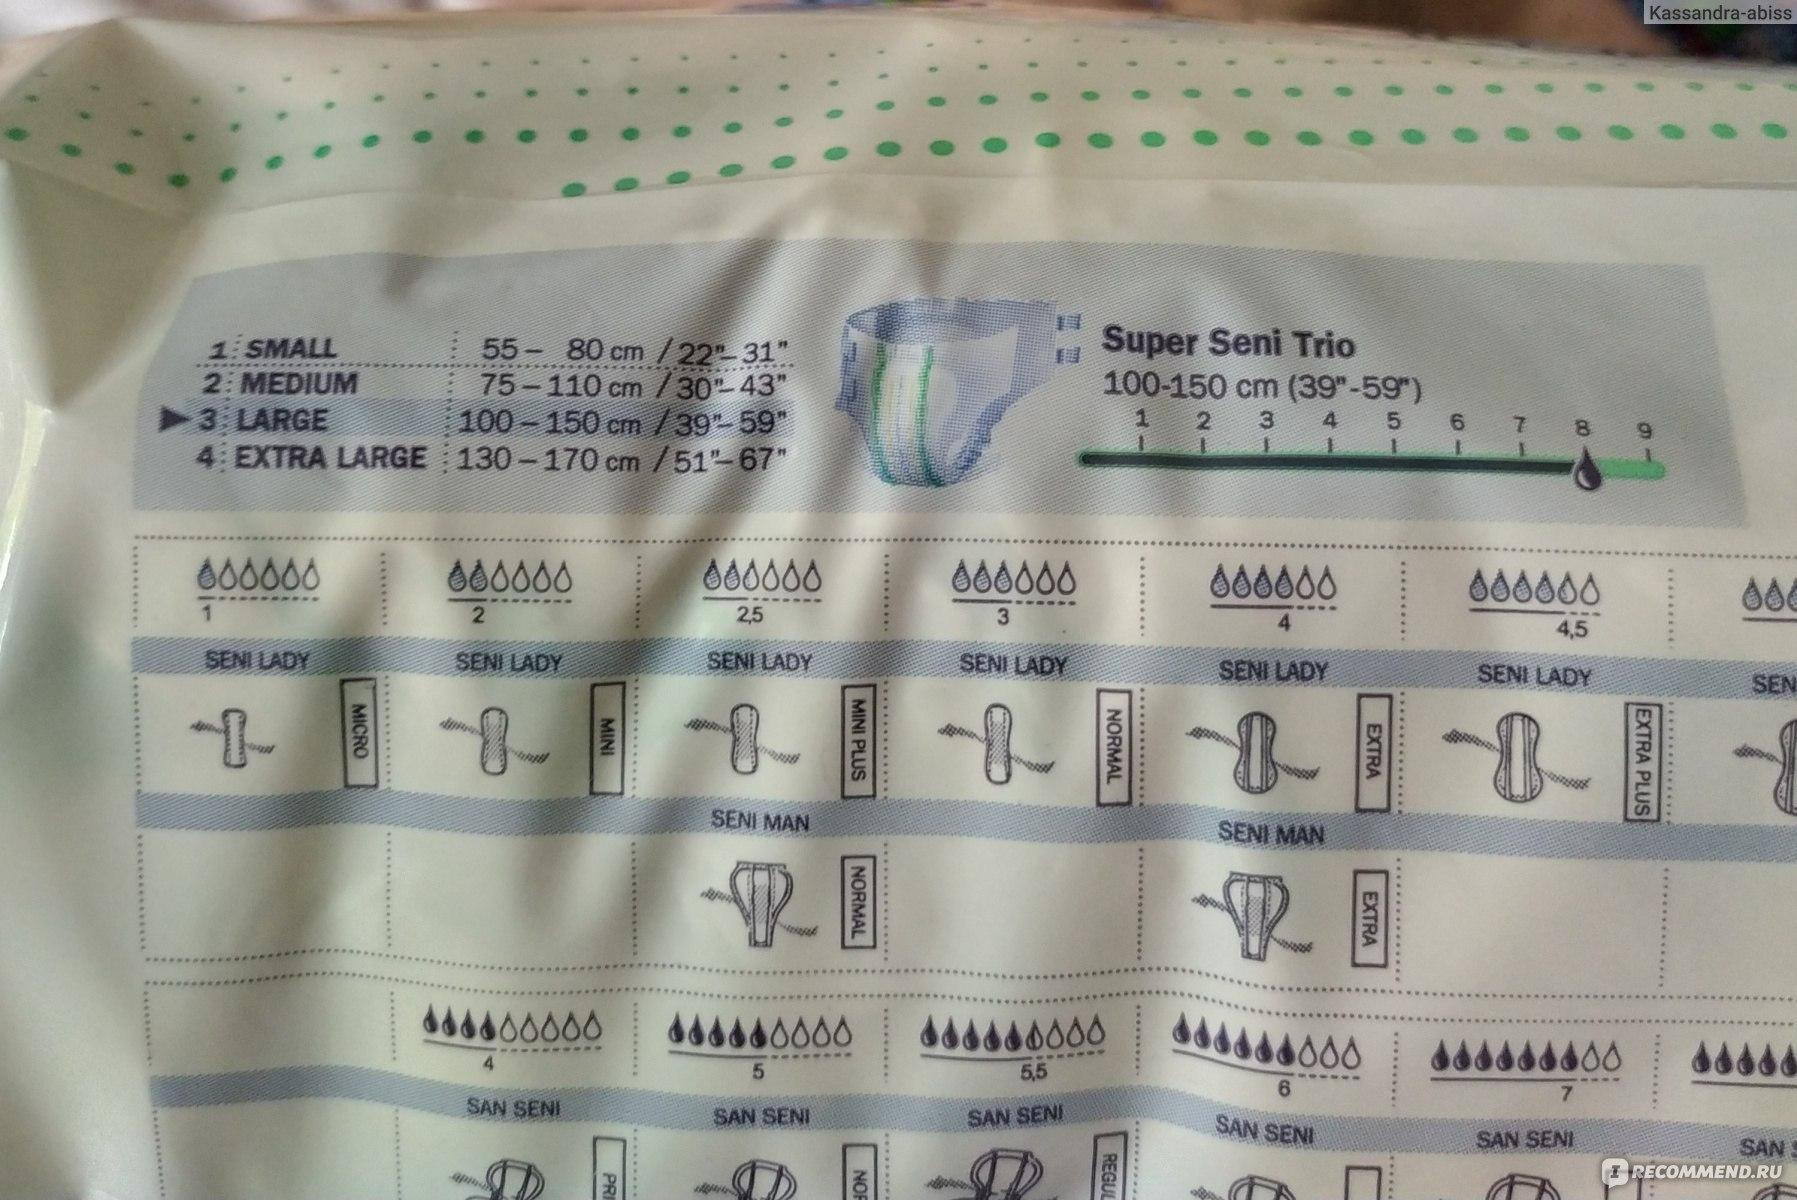 Kassandra-abiss
1 SMALL 55 – 80 cm / 22"– 31"
2 MEDIUM 75 – 110 cm / 30"– 43"
3 LARGE 100 – 150 cm / 39"– 59"
4 EXTRA LARGE 130 – 170 cm / 51"– 67"
Super Seni Trio
100-150 cm (39"-59")
1 2 3 4 5 6 7 8 9
1 2 2,5 3 4 4,5
SENI LADY SENI LADY SENI LADY SENI LADY SENI LADY SENI LADY SEN
MICRO MINI MINI PLUS NORMAL EXTRA EXTRA PLUS
SENI MAN SENI MAN
NORMAL EXTRA
4 5 5,5 6 7
SAN SENI SAN SENI SAN SENI SAN SENI SAN SENI SAN
IRECOMMEND.RU